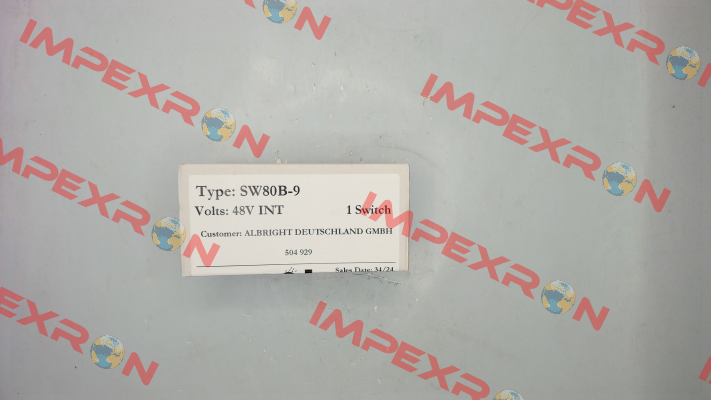 Type: SW80B-9
Volts: 48V INT 1 Switch
Customer: ALBRIGHT DEUTSCHLAND GMBH
504 929
Sales Date: 34/24
IMPEXRON
IMPEXRON
IMPEXRON
IMPEXRON
IMPEXRON
IMPEXRON